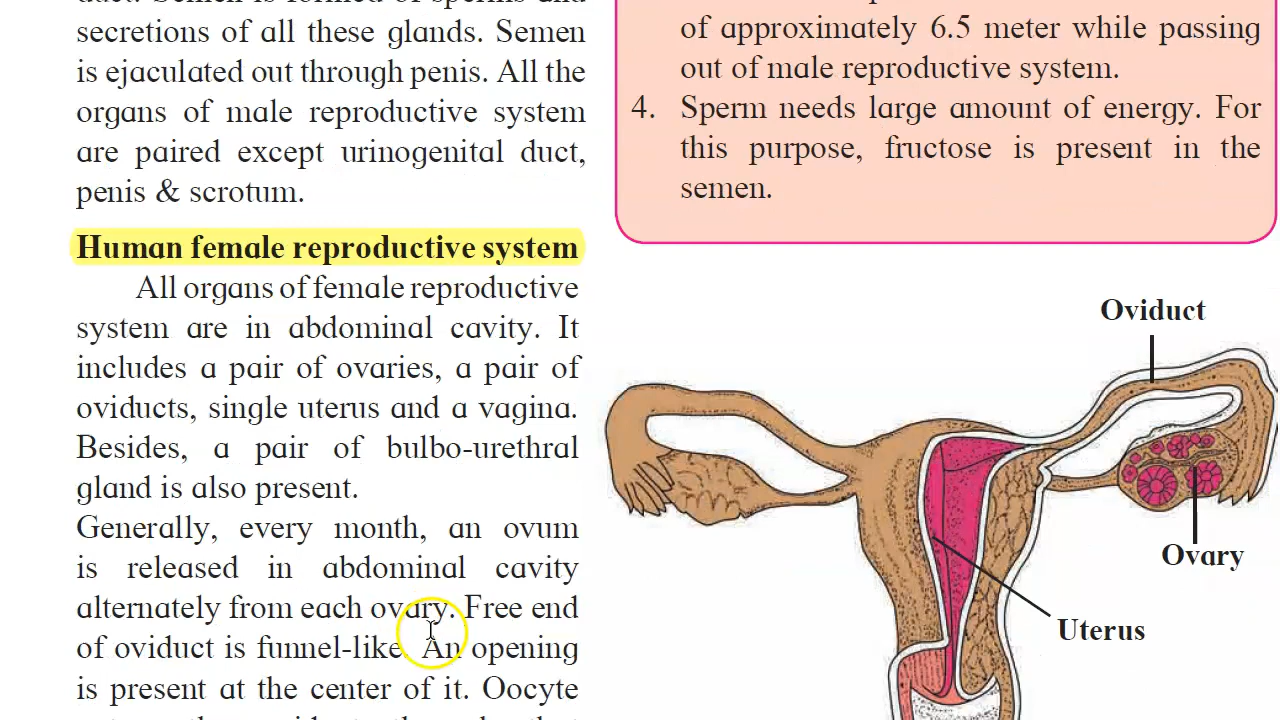 secretions of all these glands. Semen
is ejaculated out through penis. All the
organs of male reproductive system
are paired except urinogenital duct,
penis & scrotum.
Human female reproductive system
All organs of female reproductive
system are in abdominal cavity. It
includes a pair of ovaries, a pair of
oviducts, single uterus and a vagina.
Besides, a pair of bulbo-urethral
gland is also present.
Generally, every month, an ovum
is released in abdominal cavity
alternately from each ovary. Free end
of oviduct is funnel-like. An opening
is present at the center of it. Oocyte
of approximately 6.5 meter while passing
out of male reproductive system.
4. Sperm needs large amount of energy. For
this purpose, fructose is present in the
semen.
Oviduct
Ovary
Uterus